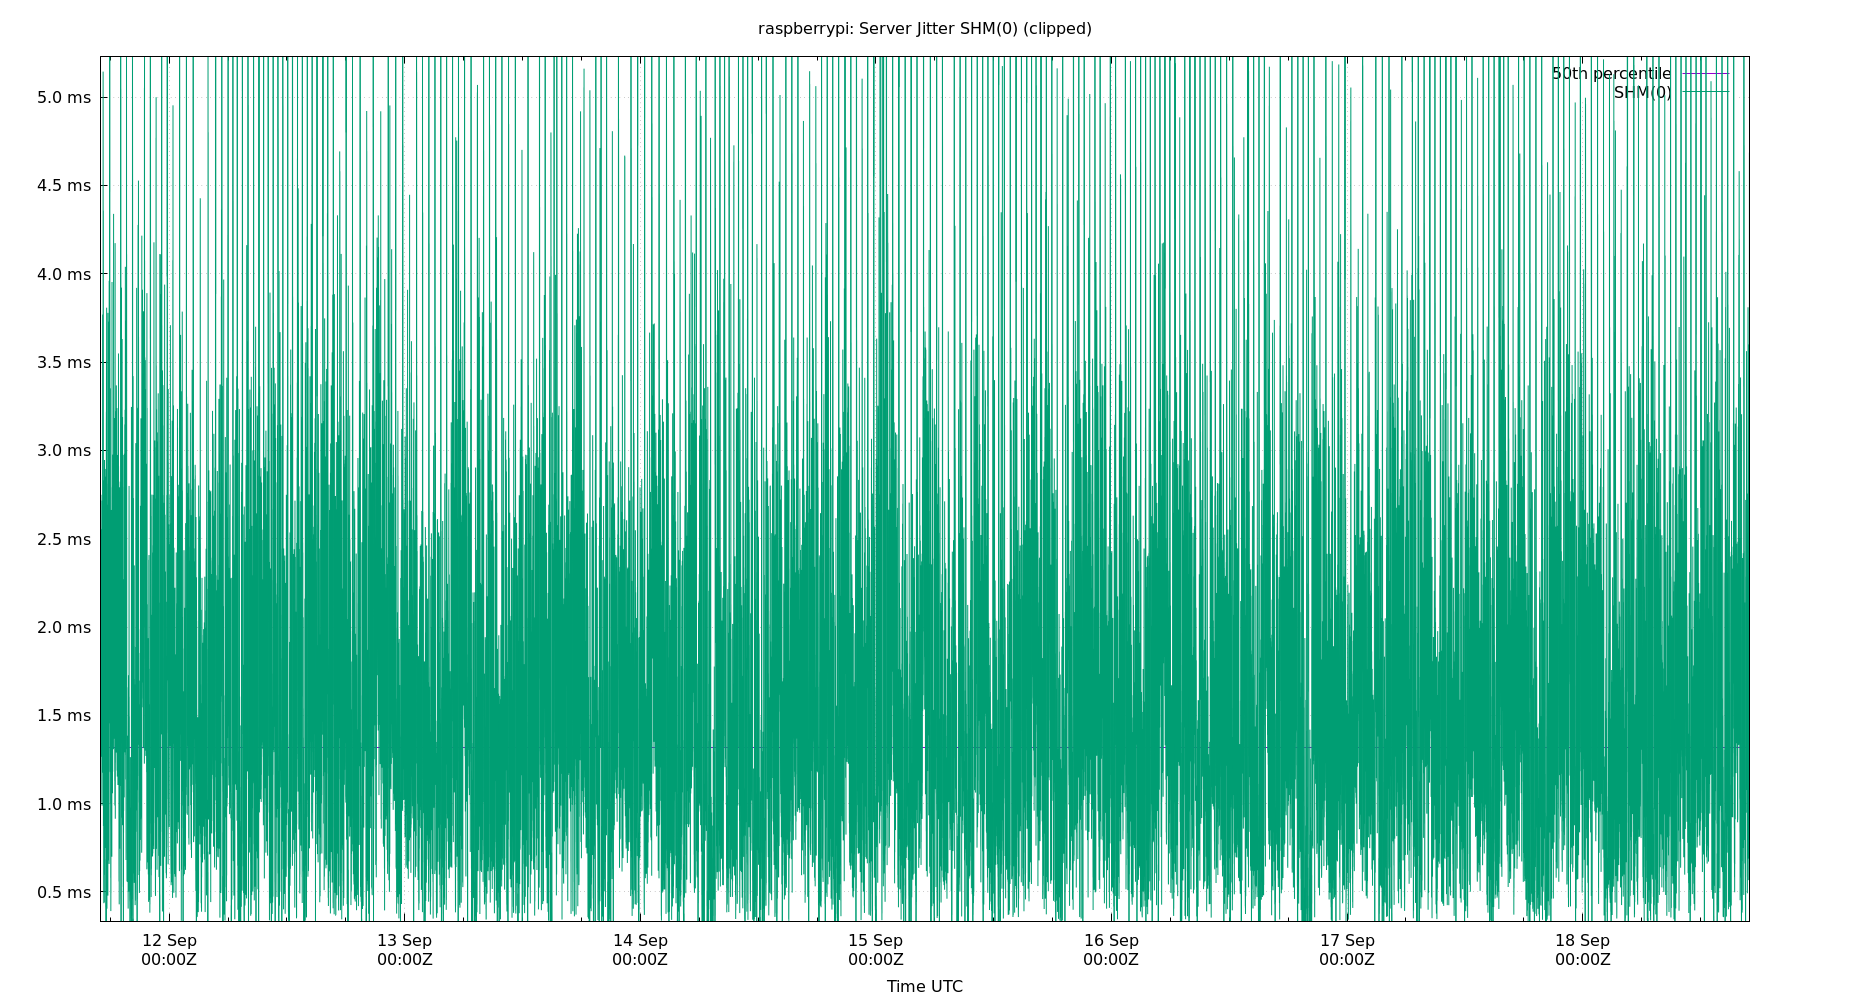 raspberrypi: Server Jitter SHM(0) (clipped)
50th percentile
SHM(0)
5.0 ms
4.5 ms
4.0 ms
3.5 ms
3.0 ms
2.5 ms
2.0 ms
1.5 ms
1.0 ms
0.5 ms
12 Sep 13 Sep 14 Sep 15 Sep 16 Sep 17 Sep 18 Sep
00:00Z 00:00Z 00:00Z 00:00Z 00:00Z 00:00Z 00:00Z
Time UTC